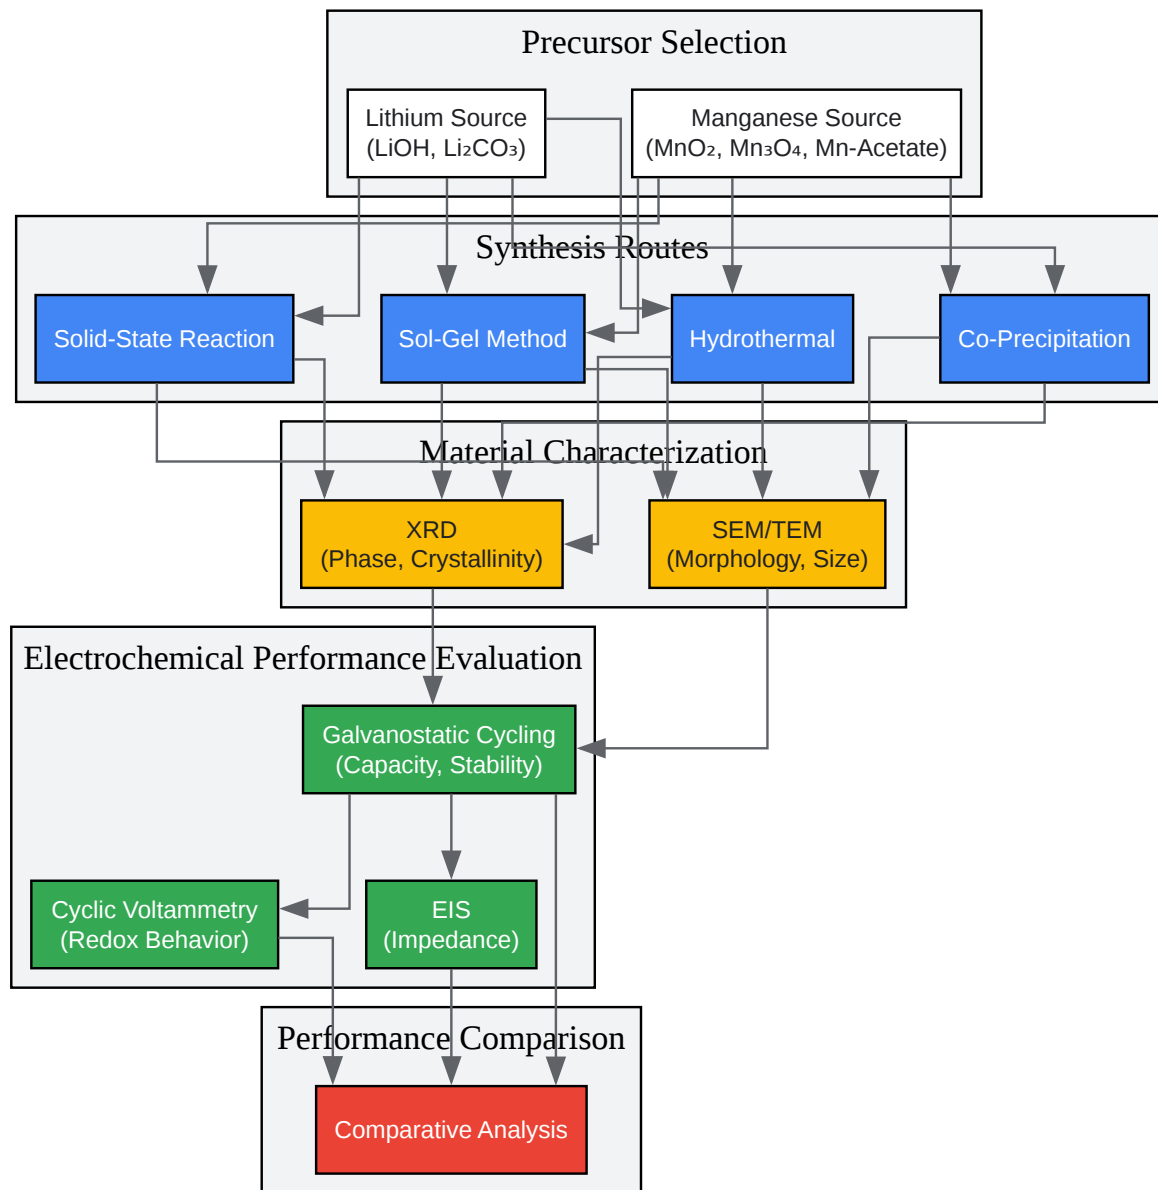 Precursor Selection
Lithium Source
(LiOH, Li₂CO₃)
Manganese Source
(MnO₂, Mn₃O₄, Mn-Acetate)
Synthesis Routes
Solid-State Reaction
Sol-Gel Method
Hydrothermal
Co-Precipitation
Material Characterization
XRD
(Phase, Crystallinity)
SEM/TEM
(Morphology, Size)
Electrochemical Performance Evaluation
Galvanostatic Cycling
(Capacity, Stability)
Cyclic Voltammetry
(Redox Behavior)
EIS
(Impedance)
Performance Comparison
Comparative Analysis